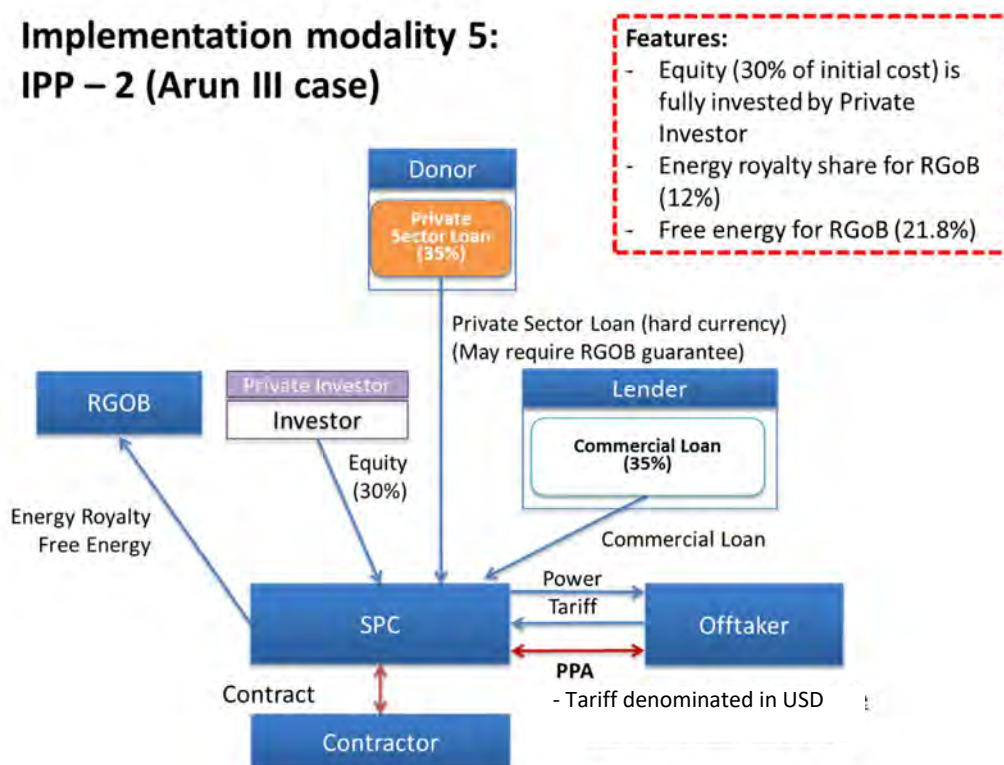 Implementation modality 5:
IPP – 2 (Arun III case)
Features:
- Equity (30% of initial cost) is
fully invested by Private
Investor
- Energy royalty share for RGoB
(12%)
- Free energy for RGoB (21.8%)
Donor
Private
Sector Loan
(35%)
Private Sector Loan (hard currency)
(May require RGOB guarantee)
RGOB
Private Investor
Investor
Lender
Commercial Loan
(35%)
Equity
(30%)
Energy Royalty
Free Energy
Commercial Loan
Power
Tariff
SPC
Offtaker
PPA
- Tariff denominated in USD
Contract
Contractor